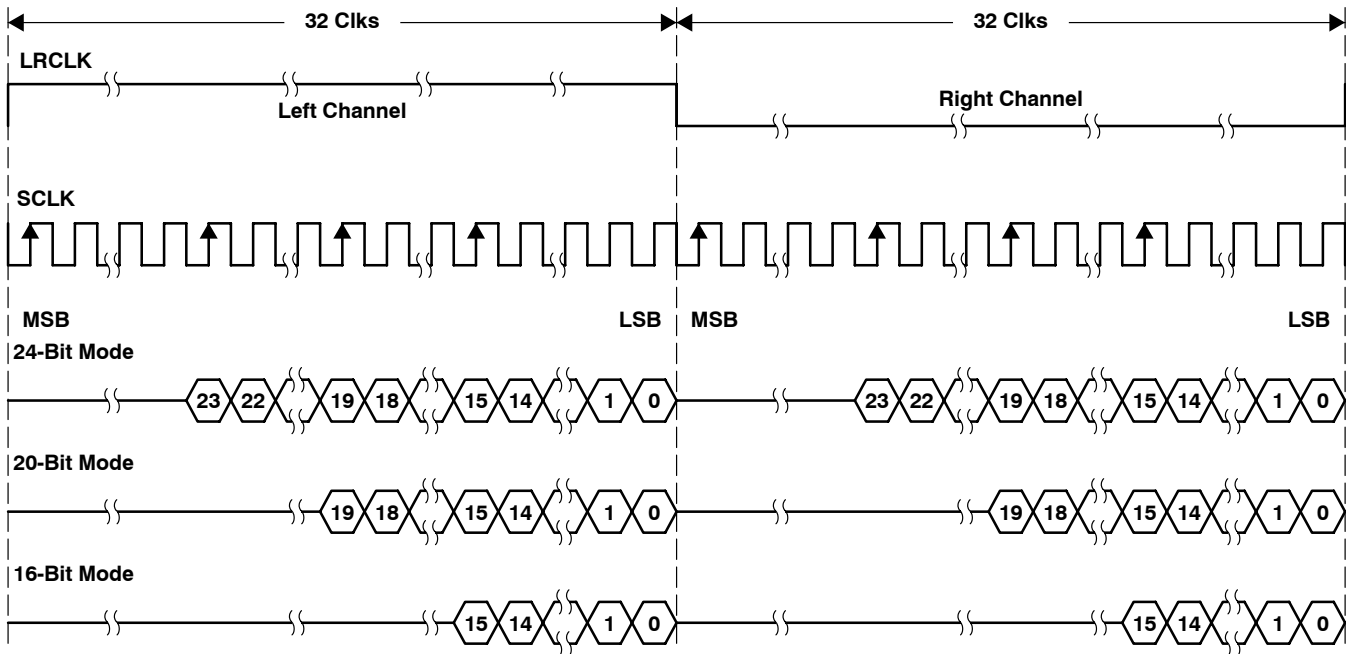 32 Clks 32 Clks
LRCLK
Left Channel Right Channel
SCLK
MSB LSB MSB LSB
24-Bit Mode
23 22 19 18 15 14 1 0 23 22 19 18 15 14 1 0
20-Bit Mode
19 18 15 14 1 0 19 18 15 14 1 0
16-Bit Mode
15 14 1 0 15 14 1 0